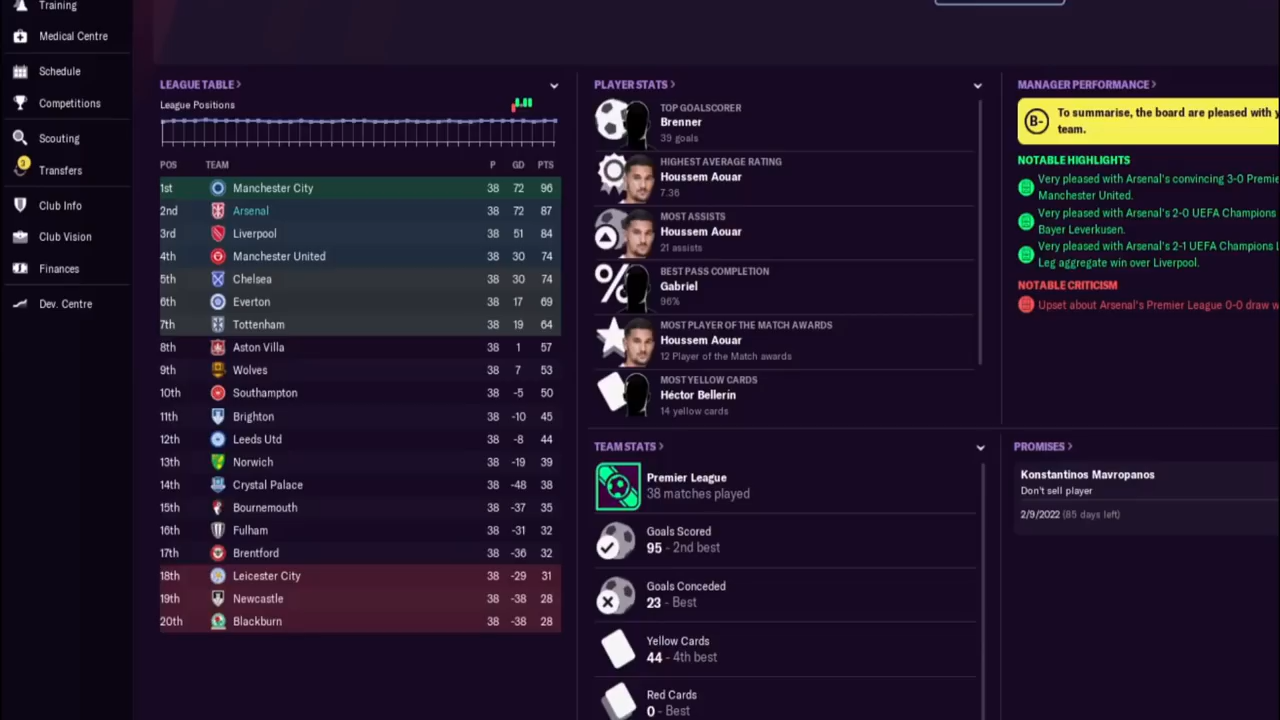 Training
Medical Centre
Schedule
Competitions
Scouting
3
Transfers
Club Info
Club Vision
Finances
Dev. Centre
LEAGUE TABLE >
League Positions
POS TEAM P GD PTS
1st Manchester City 38 72 96
2nd Arsenal 38 72 87
3rd Liverpool 38 51 84
4th Manchester United 38 30 74
5th Chelsea 38 30 74
6th Everton 38 17 69
7th Tottenham 38 19 64
8th Aston Villa 38 1 57
9th Wolves 38 7 53
10th Southampton 38 -5 50
11th Brighton 38 -10 45
12th Leeds Utd 38 -8 44
13th Norwich 38 -19 39
14th Crystal Palace 38 -48 38
15th Bournemouth 38 -37 35
16th Fulham 38 -31 32
17th Brentford 38 -36 32
18th Leicester City 38 -29 31
19th Newcastle 38 -38 28
20th Blackburn 38 -38 28
PLAYER STATS >
TOP GOALSCORER
Brenner
39 goals
HIGHEST AVERAGE RATING
Houssem Aouar
7.36
MOST ASSISTS
Houssem Aouar
21 assists
BEST PASS COMPLETION
Gabriel
96%
MOST PLAYER OF THE MATCH AWARDS
Houssem Aouar
12 Player of the Match awards
MOST YELLOW CARDS
Héctor Bellerin
14 yellow cards
TEAM STATS >
Premier League
38 matches played
Goals Scored
95 - 2nd best
Goals Conceded
23 - Best
Yellow Cards
44 - 4th best
Red Cards
0 - Best
MANAGER PERFORMANCE >
B-
To summarise, the board are pleased with
team.
NOTABLE HIGHLIGHTS
Very pleased with Arsenal's convincing 3-0
Manchester United.
Very pleased with Arsenal's 2-0 UEFA Champions
Bayer Leverkusen.
Very pleased with Arsenal's 2-1 UEFA Champions
Leg aggregate win over Liverpool.
NOTABLE CRITICISM
Upset about Arsenal's Premier League 0-0 draw
PROMISES >
Konstantinos Mavropanos
Don't sell player
2/9/2022 (85 days left)